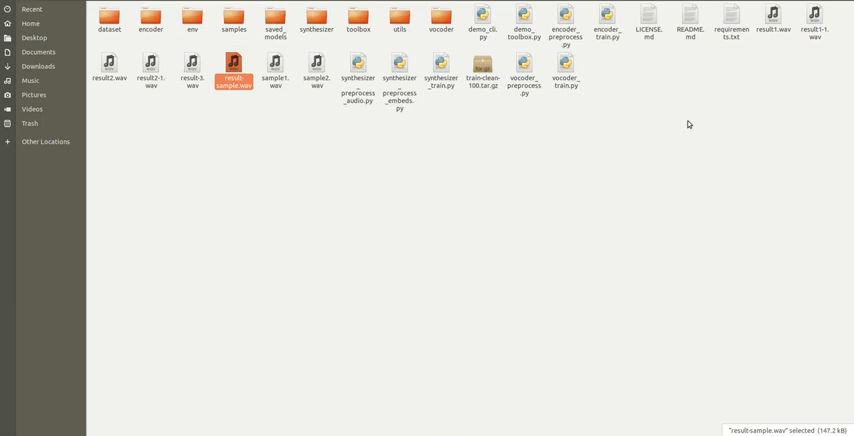 Recent
Home
Desktop
Documents
Downloads
Music
Pictures
Videos
Trash
+ Other Locations
dataset
encoder
env
samples
saved_
models
synthesizer
toolbox
utils
vocoder
demo_cli.
py
demo_
toolbox.py
encoder_
preprocess
.py
encoder_
train.py
LICENSE.
md
README.
md
requiremen
ts.txt
result1.wav
result1-1.
wav
result2.wav
result2-1.
wav
result-3.
wav
result-
sample.wav
sample1.
wav
sample2.
wav
synthesizer
_
preprocess
_audio.py
synthesizer
_
preprocess
_embeds.
py
synthesizer
_train.py
train-clean-
100.tar.gz
vocoder_
preprocess
.py
vocoder_
train.py
"result-sample.wav" selected (147.2 kB)